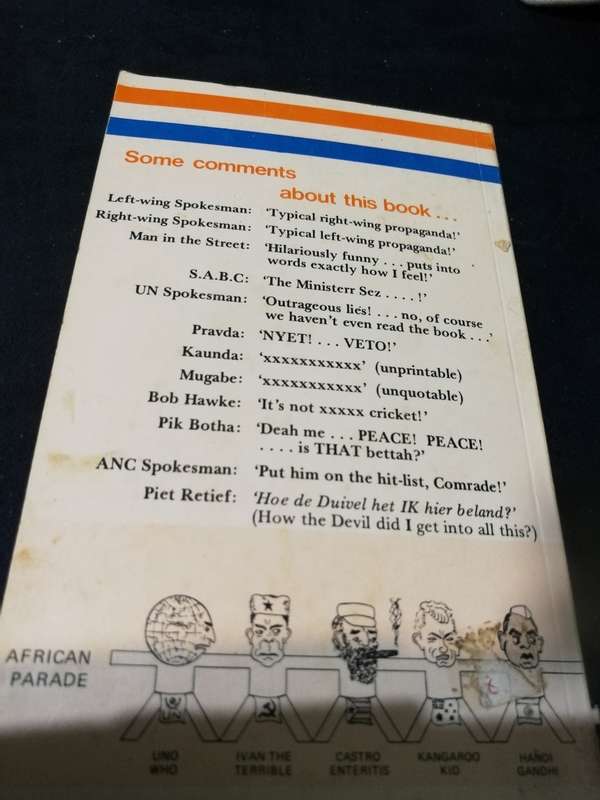 Some comments
about this book ...
Left-wing Spokesman: 'Typical right-wing propaganda!'
Right-wing Spokesman: 'Typical left-wing propaganda!'
Man in the Street: 'Hilariously funny ... puts into
words exactly how I feel!'
S.A.B.C: 'The Ministerr Sez ....!'
UN Spokesman: 'Outrageous lies! ... no, of course
we haven't even read the book ...'
Pravda: 'NYET! ... VETO!'
Kaunda: 'xxxxxxxxxxx' (unprintable)
Mugabe: 'xxxxxxxxxxx' (unquotable)
Bob Hawke: 'It's not xxxxx cricket!'
Pik Botha: 'Deah me ... PEACE! PEACE!
.... is THAT bettah?'
ANC Spokesman: 'Put him on the hit-list, Comrade!'
Piet Retief: 'Hoe de Duivel het IK hier beland?'
(How the Devil did I get into all this?)
AFRICAN
PARADE
UNO
WHO
IVAN THE
TERRIBLE
CASTRO
ENTERITIS
KANGAROO
KID
HANOI
GANDHI